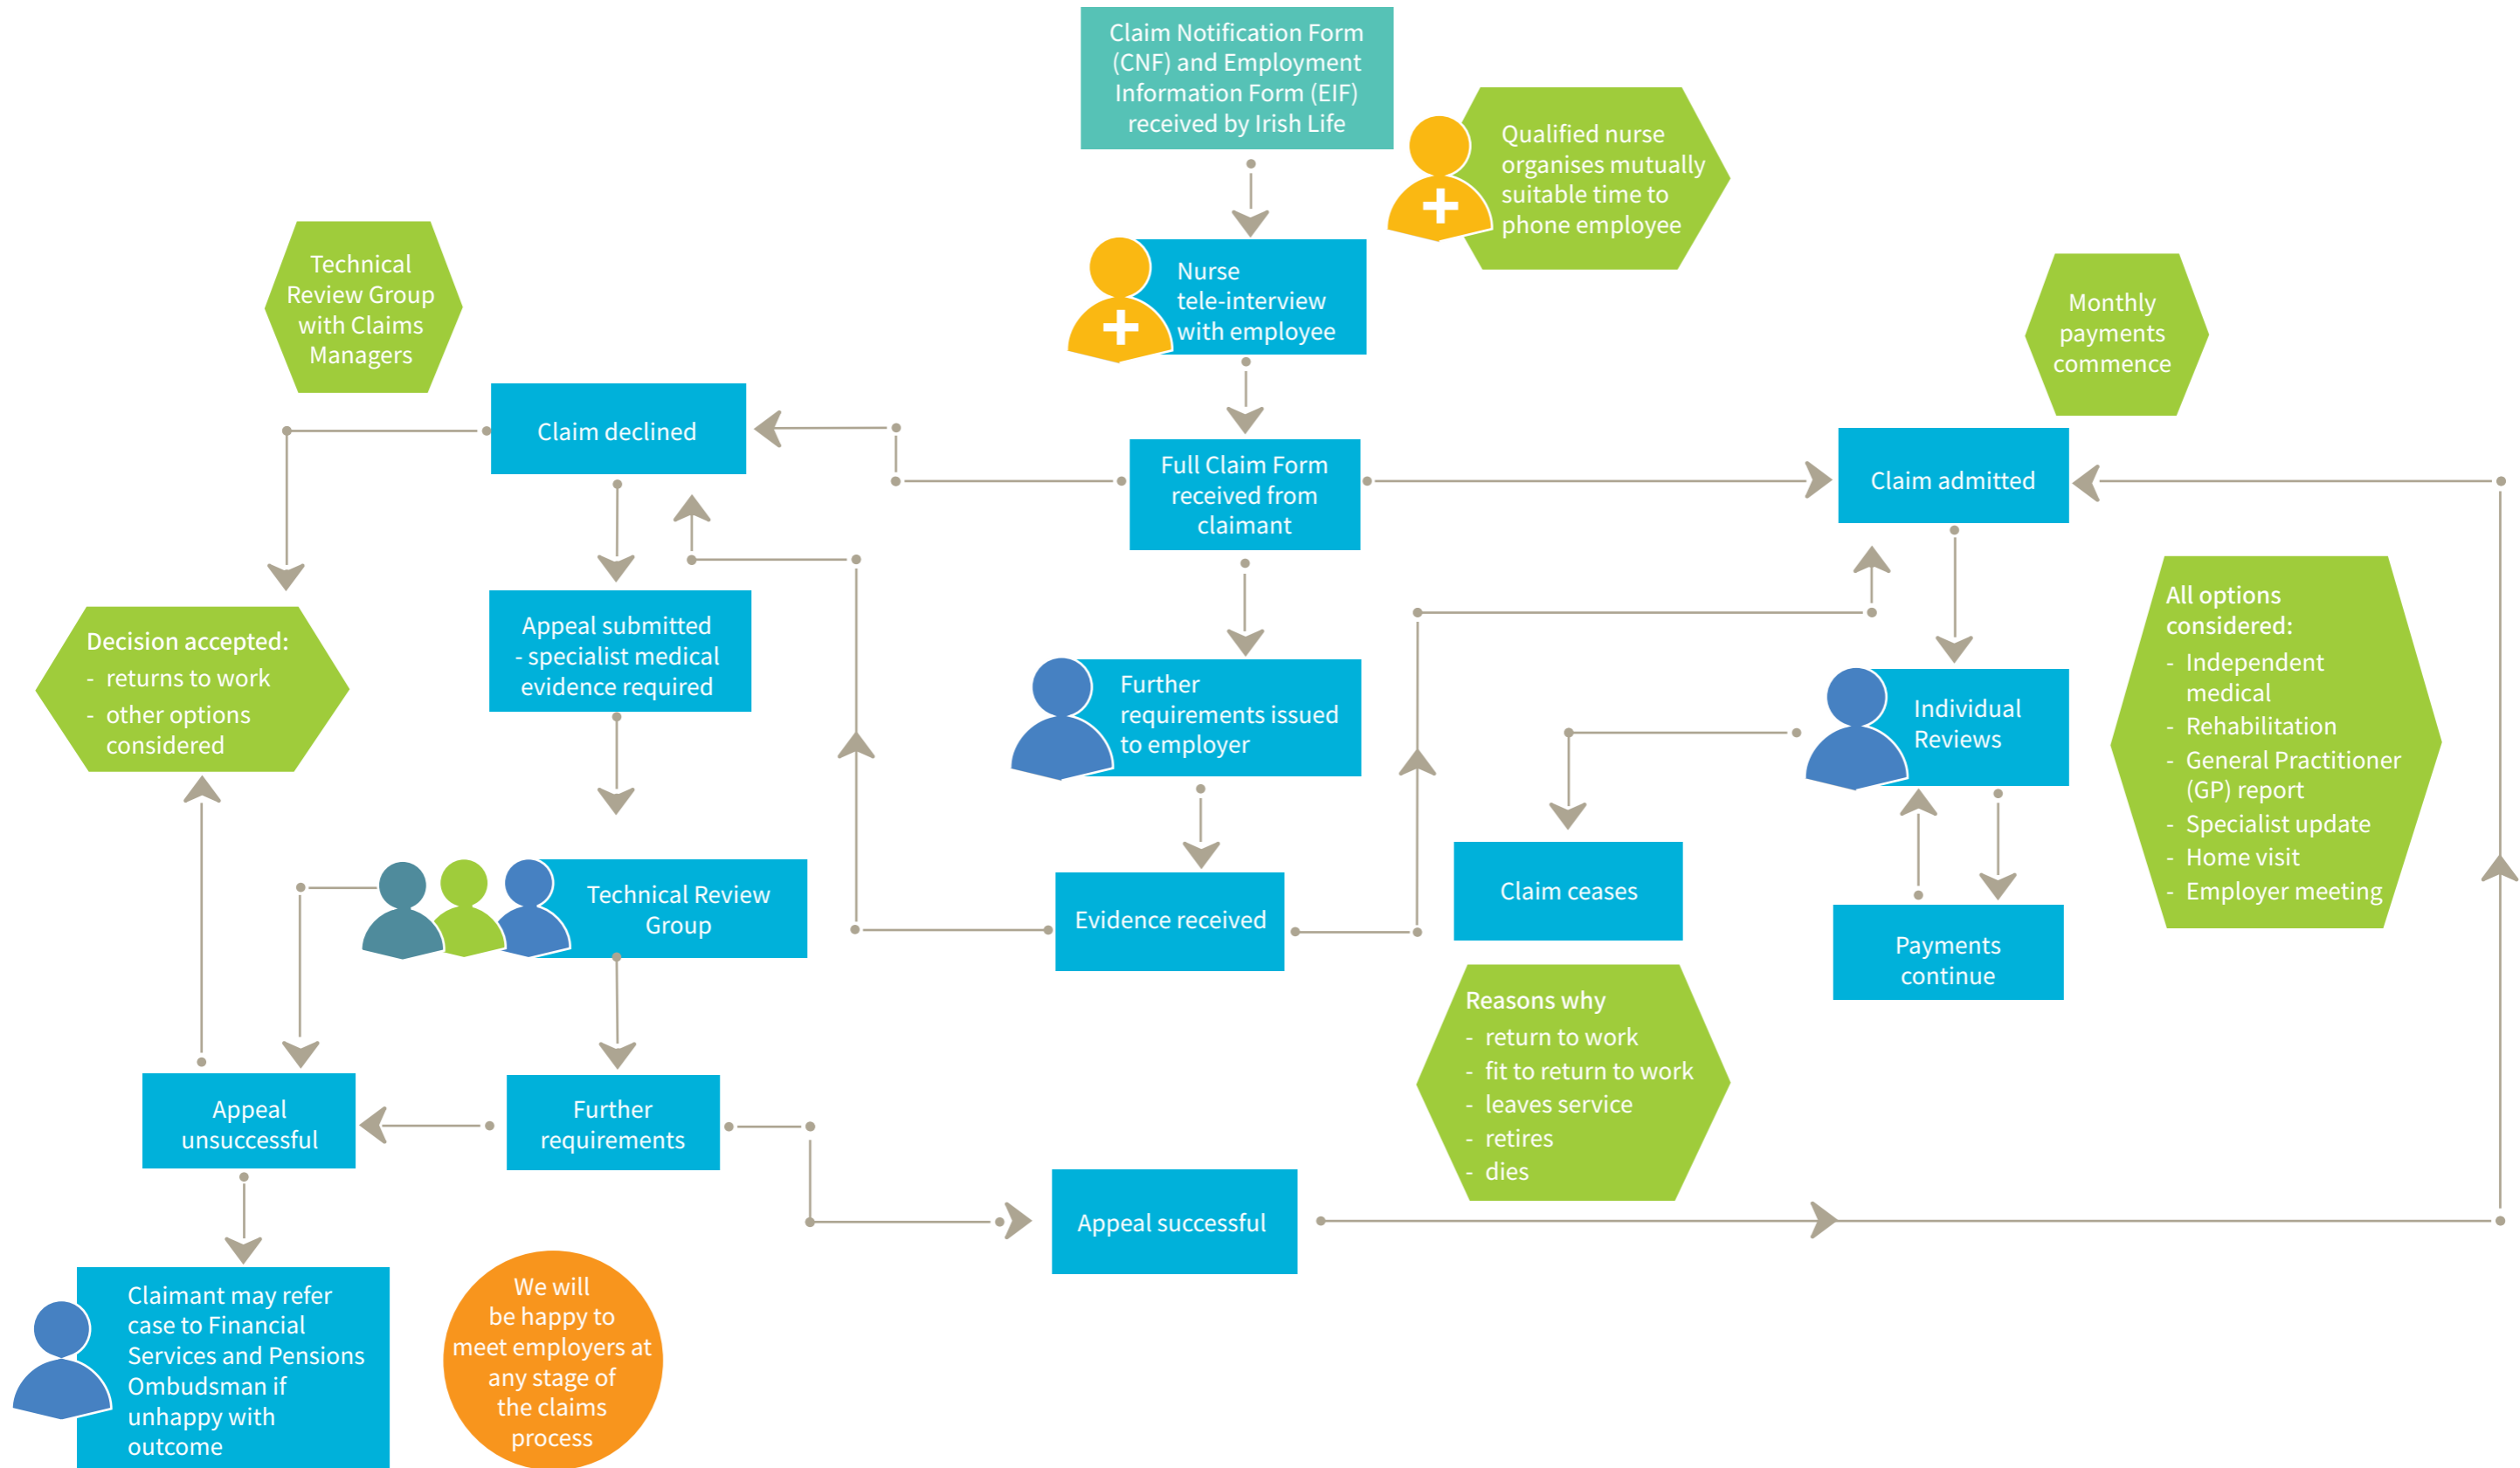 Claim Notification Form
(CNF) and Employment
Information Form (EIF)
received by Irish Life
Qualified nurse
organises mutually
suitable time to
phone employee
Nurse
tele-interview
with employee
Technical
Review Group
with Claims
Managers
Monthly
payments
commence
Claim declined
Full Claim Form
received from
claimant
Claim admitted
Decision accepted:
- returns to work
- other options
considered
Appeal submitted
- specialist medical
evidence required
Further
requirements issued
to employer
Individual
Reviews
All options
considered:
- Independent
medical
- Rehabilitation
- General Practitioner
(GP) report
- Specialist update
- Home visit
- Employer meeting
Technical Review
Group
Evidence received
Claim ceases
Payments
continue
Reasons why
- return to work
- fit to return to work
- leaves service
- retires
- dies
Appeal
unsuccessful
Further
requirements
Appeal successful
Claimant may refer
case to Financial
Services and Pensions
Ombudsman if
unhappy with
outcome
We will
be happy to
meet employers at
any stage of
the claims
process